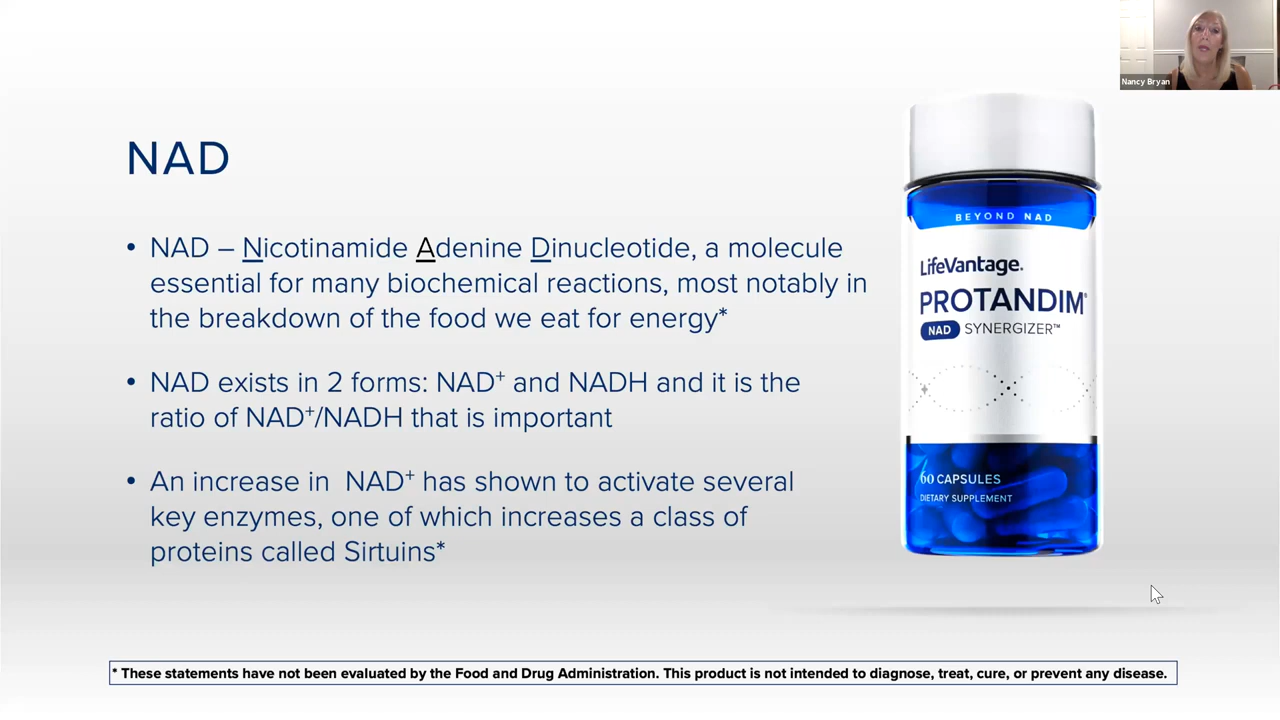 Nancy Bryan
NAD
• NAD – Nicotinamide Adenine Dinucleotide, a molecule
essential for many biochemical reactions, most notably in
the breakdown of the food we eat for energy*
• NAD exists in 2 forms: NAD⁺ and NADH and it is the
ratio of NAD⁺/NADH that is important
• An increase in NAD⁺ has shown to activate several
key enzymes, one of which increases a class of
proteins called Sirtuins*
BEYOND NAD
LifeVantage.
PROTANDIM®
NAD SYNERGIZER™
60 CAPSULES
DIETARY SUPPLEMENT
* These statements have not been evaluated by the Food and Drug Administration. This product is not intended to diagnose, treat, cure, or prevent any disease.